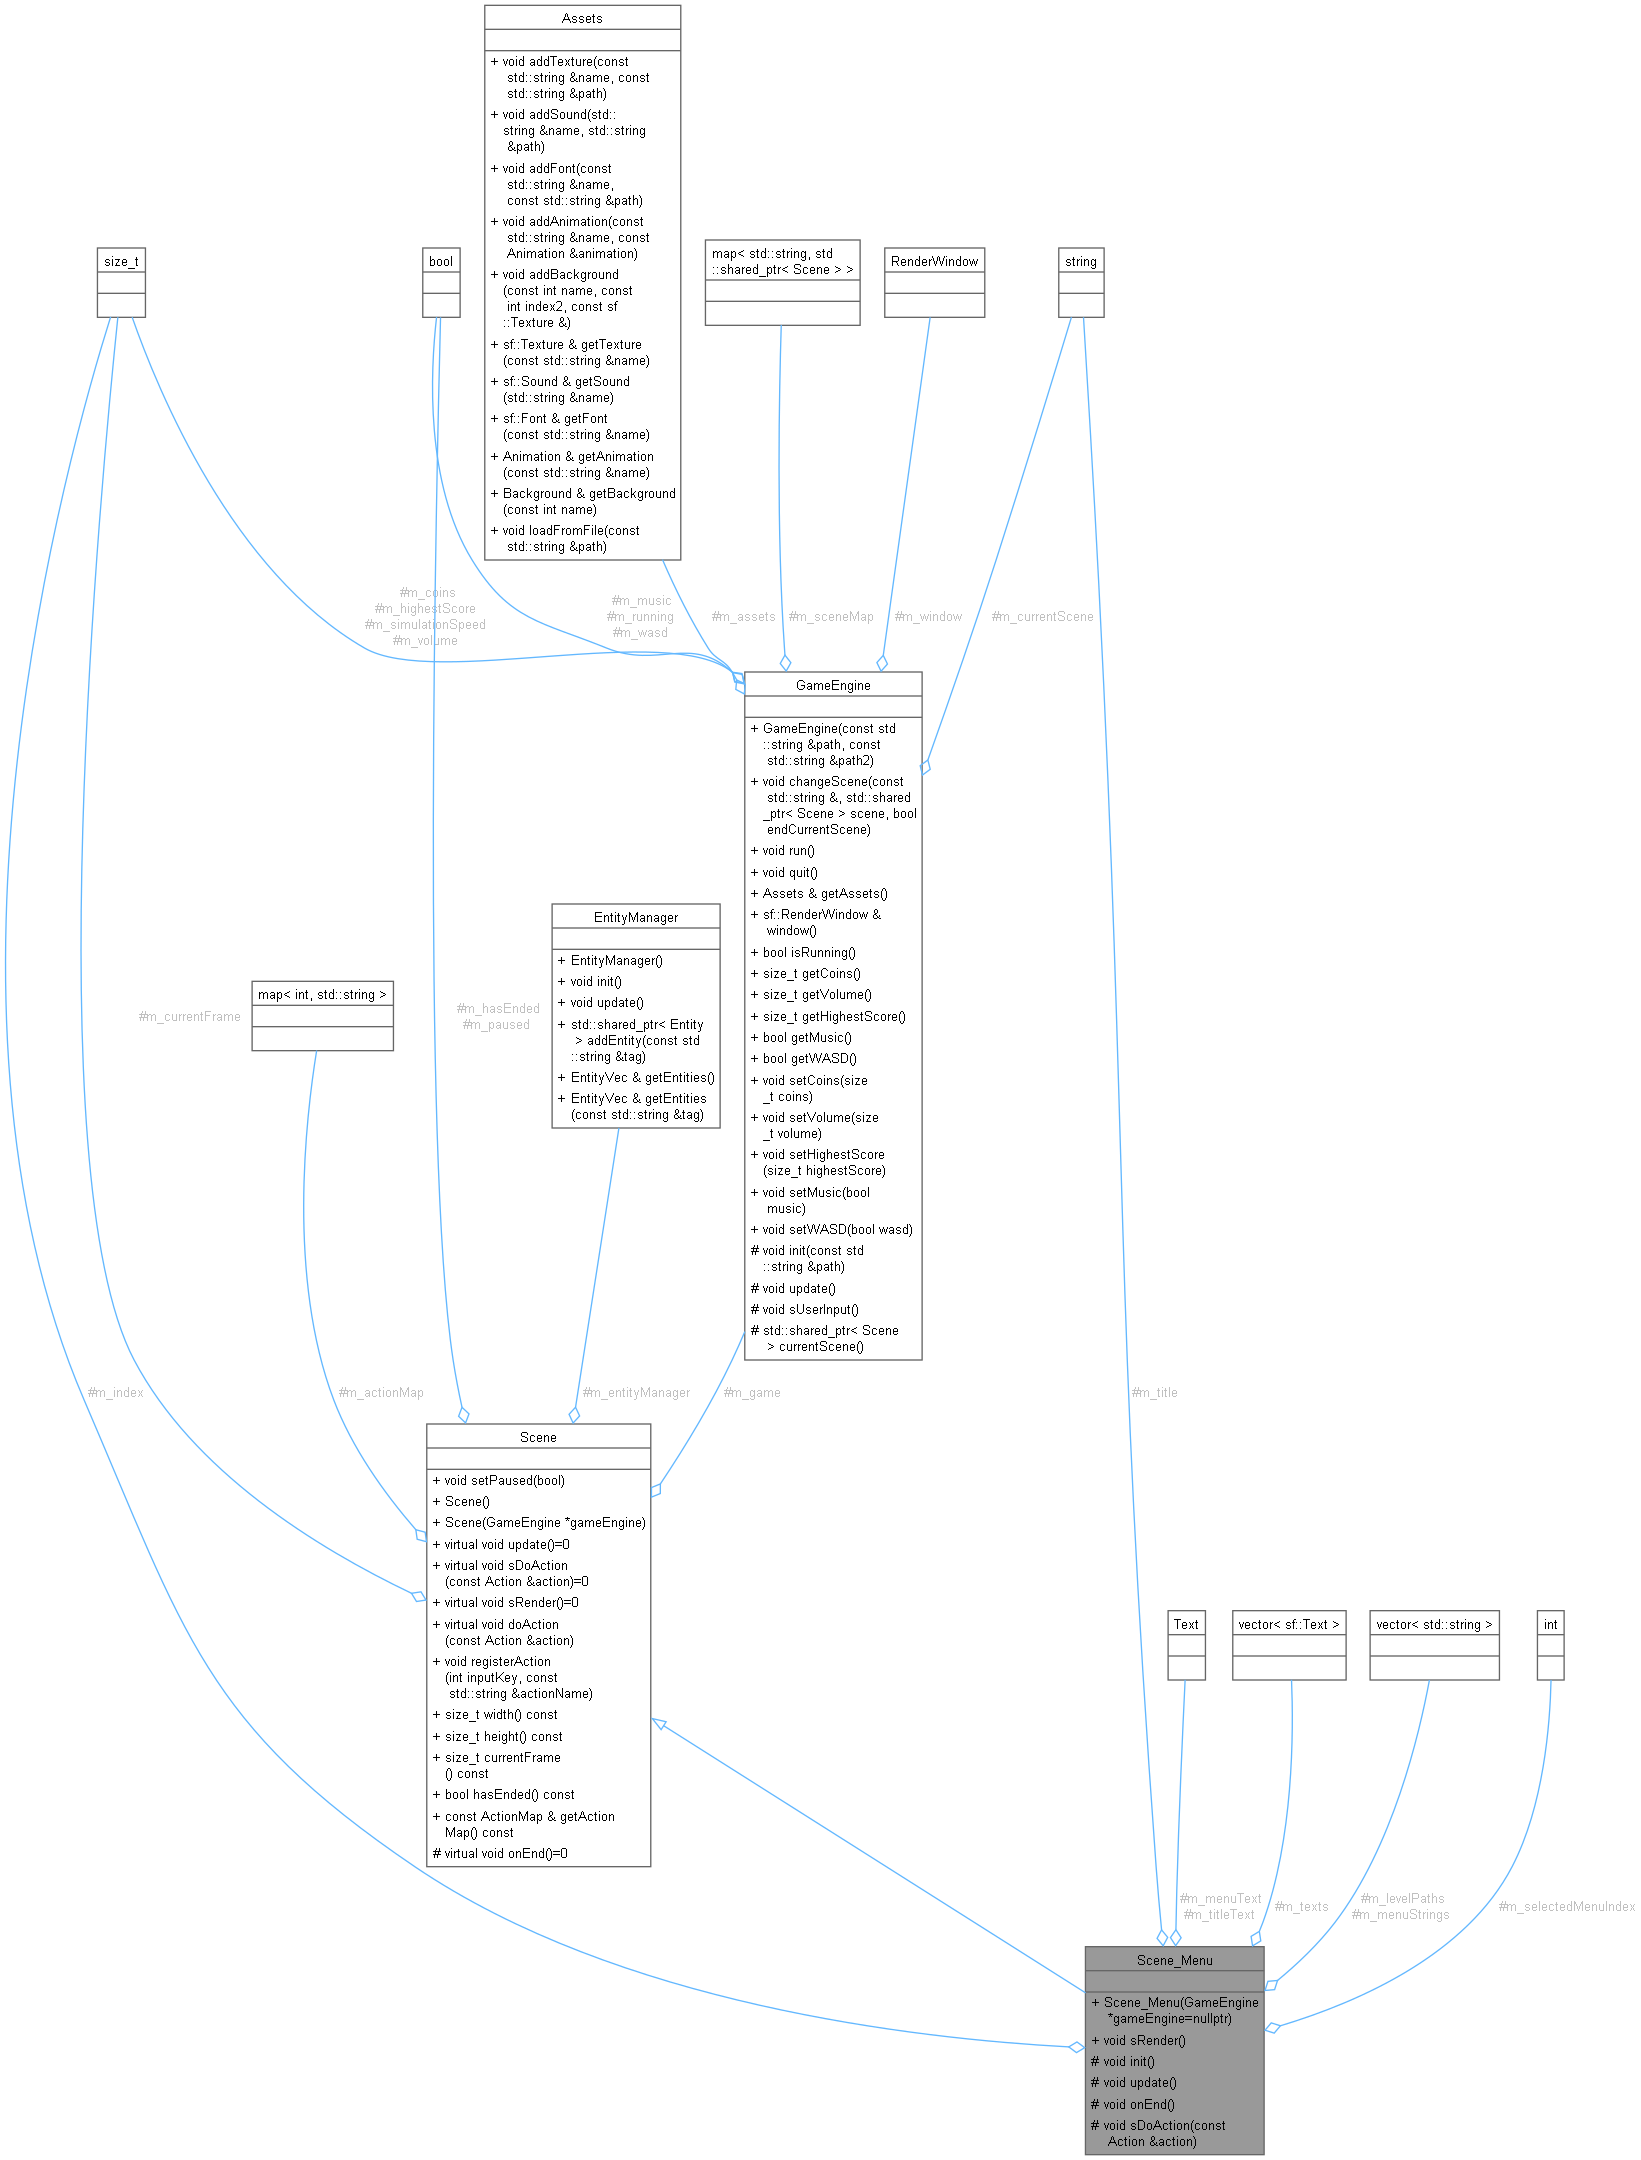 Assets
+ void addTexture(const
std::string &name, const
std::string &path)
+ void addSound(std::
string &name, std::string
&path)
+ void addFont(const
std::string &name,
const std::string &path)
+ void addAnimation(const
std::string &name, const
Animation &animation)
+ void addBackground
(const int name, const
int index2, const sf
::Texture &)
+ sf::Texture & getTexture
(const std::string &name)
+ sf::Sound & getSound
(std::string &name)
+ sf::Font & getFont
(const std::string &name)
+ Animation & getAnimation
(const std::string &name)
+ Background & getBackground
(const int name)
+ void loadFromFile(const
std::string &path)
size_t
bool
map< std::string, std
::shared_ptr< Scene > >
RenderWindow
string
#m_coins
#m_highestScore
#m_simulationSpeed
#m_volume
#m_music
#m_running
#m_wasd
#m_assets
#m_sceneMap
#m_window
#m_currentScene
GameEngine
+ GameEngine(const std
::string &path, const
std::string &path2)
+ void changeScene(const
std::string &, std::shared
_ptr< Scene > scene, bool
endCurrentScene)
+ void run()
+ void quit()
+ Assets & getAssets()
+ sf::RenderWindow &
window()
+ bool isRunning()
+ size_t getCoins()
+ size_t getVolume()
+ size_t getHighestScore()
+ bool getMusic()
+ bool getWASD()
+ void setCoins(size
_t coins)
+ void setVolume(size
_t volume)
+ void setHighestScore
(size_t highestScore)
+ void setMusic(bool
music)
+ void setWASD(bool wasd)
# void init(const std
::string &path)
# void update()
# void sUserInput()
# std::shared_ptr< Scene
> currentScene()
EntityManager
+ EntityManager()
+ void init()
+ void update()
+ std::shared_ptr< Entity
> addEntity(const std
::string &tag)
+ EntityVec & getEntities()
+ EntityVec & getEntities
(const std::string &tag)
map< int, std::string >
#m_currentFrame
#m_hasEnded
#m_paused
#m_index
#m_actionMap
#m_entityManager
#m_game
#m_title
Scene
+ void setPaused(bool)
+ Scene()
+ Scene(GameEngine *gameEngine)
+ virtual void update()=0
+ virtual void sDoAction
(const Action &action)=0
+ virtual void sRender()=0
+ virtual void doAction
(const Action &action)
+ void registerAction
(int inputKey, const
std::string &actionName)
+ size_t width() const
+ size_t height() const
+ size_t currentFrame
() const
+ bool hasEnded() const
+ const ActionMap & getAction
Map() const
# virtual void onEnd()=0
Text
vector< sf::Text >
vector< std::string >
int
#m_menuText
#m_titleText
#m_texts
#m_levelPaths
#m_menuStrings
#m_selectedMenuIndex
Scene_Menu
+ Scene_Menu(GameEngine
*gameEngine=nullptr)
+ void sRender()
# void init()
# void update()
# void onEnd()
# void sDoAction(const
Action &action)